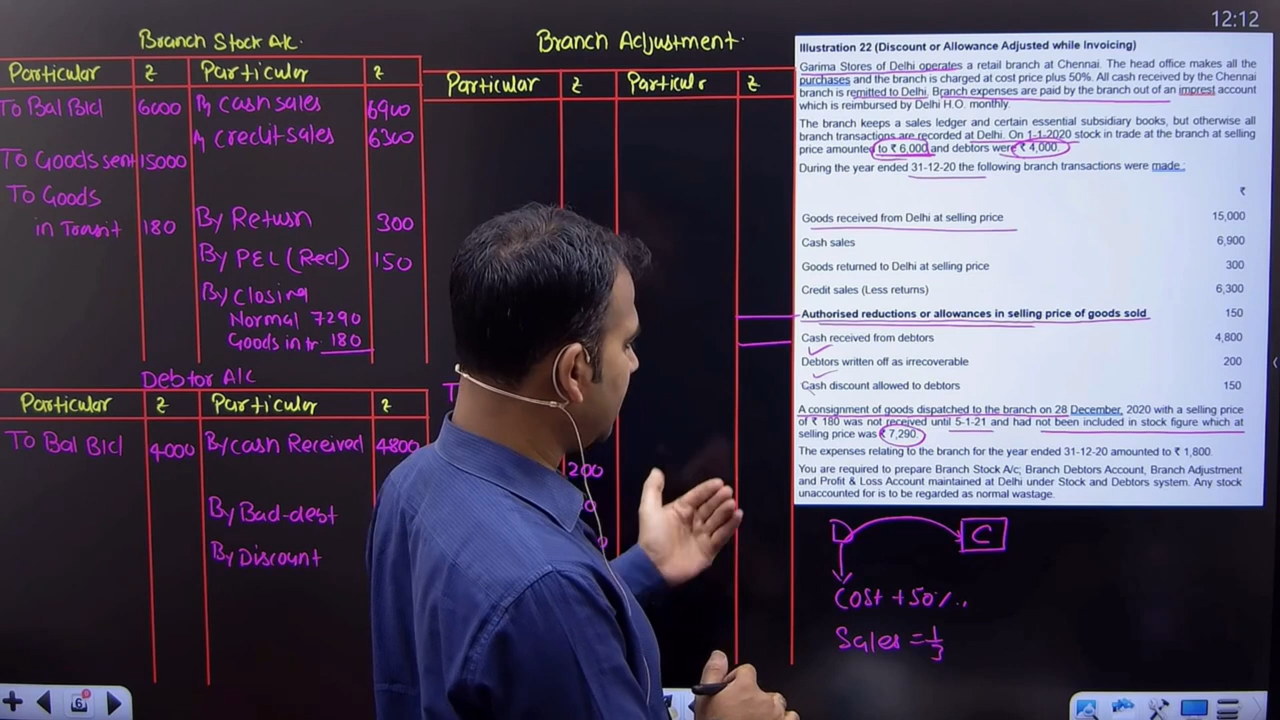 12:12
Branch Stock A/c.
Particular ₹ Particular ₹
To Bal B/d 6000 By cash sales 6900
By credit sales 6300
To Goods sent 15000
To Goods
in Transit 180 By Return 300
By P&L (Red) 150
By Closing
Normal 7290
Goods in tr. 180
Debtor A/c
Particular ₹ Particular ₹
To Bal B/d 4000 By cash Received 4800
By Bad-debt
By Discount
Branch Adjustment.
Particular ₹ Particulr ₹
200
Illustration 22 (Discount or Allowance Adjusted while Invoicing)
Garima Stores of Delhi operates a retail branch at Chennai. The head office makes all the
purchases and the branch is charged at cost price plus 50%. All cash received by the Chennai
branch is remitted to Delhi. Branch expenses are paid by the branch out of an imprest account
which is reimbursed by Delhi H.O. monthly.
The branch keeps a sales ledger and certain essential subsidiary books, but otherwise all
branch transactions are recorded at Delhi. On 1-1-2020 stock in trade at the branch at selling
price amounted to ₹ 6,000 and debtors were ₹ 4,000.
During the year ended 31-12-20 the following branch transactions were made :
₹
Goods received from Delhi at selling price 15,000
Cash sales 6,900
Goods returned to Delhi at selling price 300
Credit sales (Less returns) 6,300
Authorised reductions or allowances in selling price of goods sold 150
Cash received from debtors 4,800
Debtors written off as irrecoverable 200
Cash discount allowed to debtors 150
A consignment of goods dispatched to the branch on 28 December, 2020 with a selling price
of ₹ 180 was not received until 5-1-21 and had not been included in stock figure which at
selling price was ₹ 7,290.
The expenses relating to the branch for the year ended 31-12-20 amounted to ₹ 1,800.
You are required to prepare Branch Stock A/c; Branch Debtors Account, Branch Adjustment
and Profit & Loss Account maintained at Delhi under Stock and Debtors system. Any stock
unaccounted for is to be regarded as normal wastage.
D C
Cost + 50%.
Sales = 1/3
6